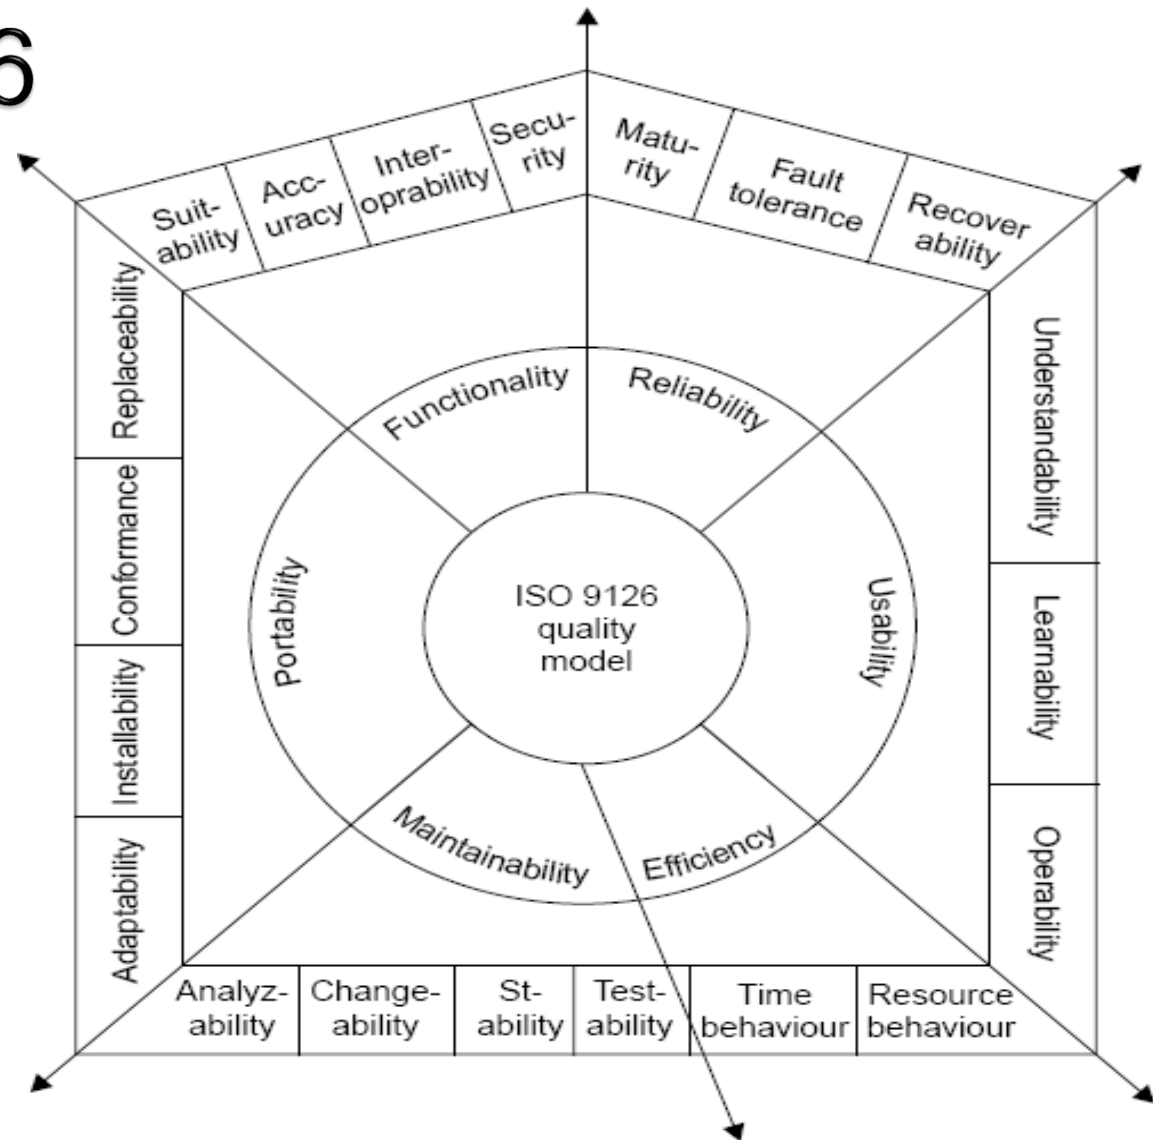 6
Suit-
ability
Acc-
uracy
Inter-
oprability
Secu-
rity
Matu-
rity
Fault
tolerance
Recover
ability
Replaceability
Conformance
Installability
Adaptability
Functionality
Reliability
Portability
Usability
ISO 9126
quality
model
Maintainability
Efficiency
Understandability
Learnability
Operability
Analyz-
ability
Change-
ability
St-
ability
Test-
ability
Time
behaviour
Resource
behaviour